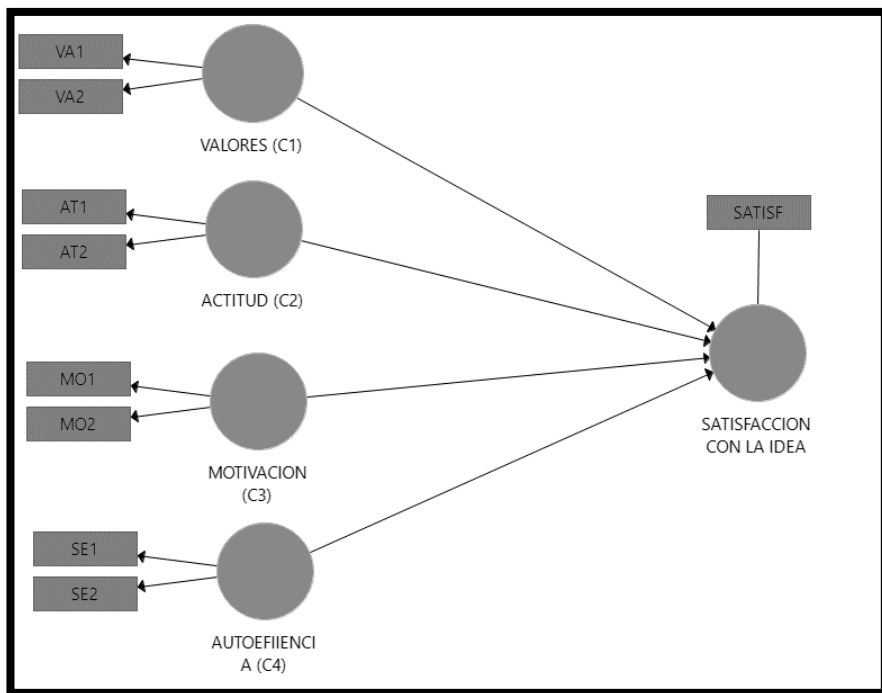 VA1
VA2
VALORES (C1)
AT1
AT2
ACTITUD (C2)
MO1
MO2
MOTIVACION
(C3)
SE1
SE2
AUTOEFIIENCI
A (C4)
SATISF
SATISFACCION
CON LA IDEA